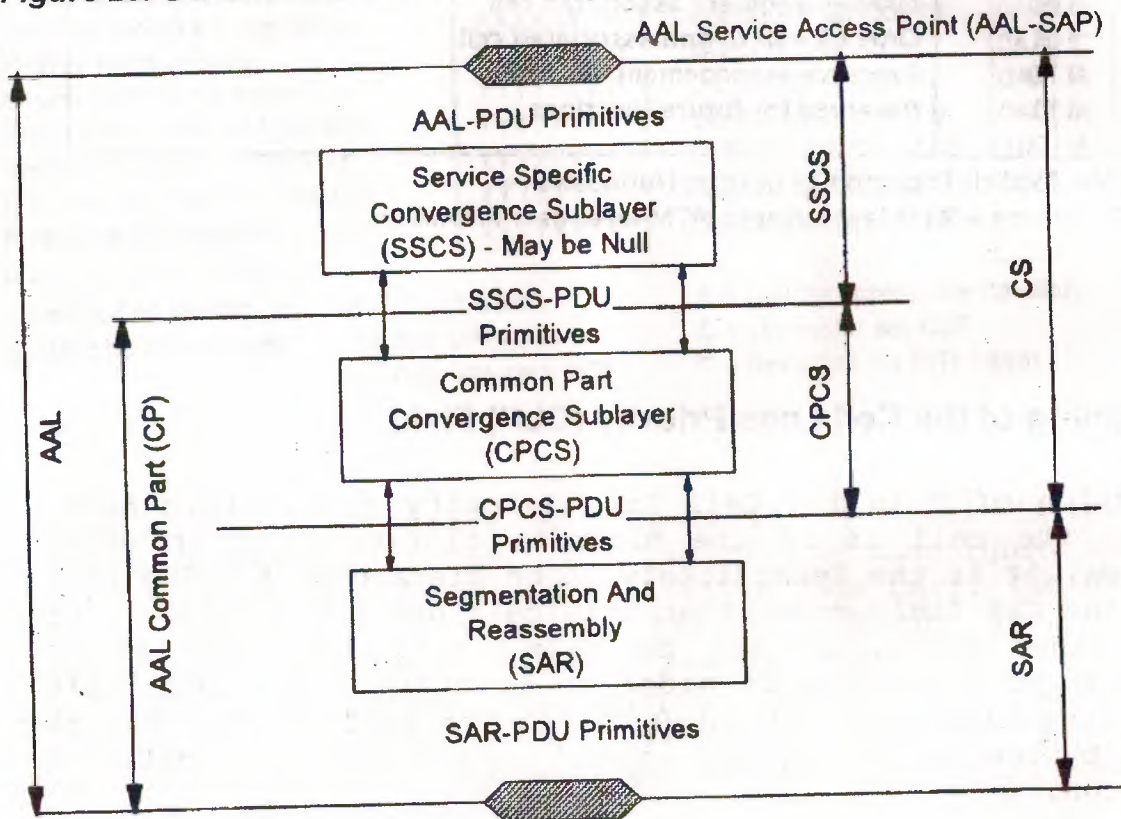 AAL Service Access Point (AAL-SAP)
AAL-PDU Primitives
Service Specific
Convergence Sublayer
(SSCS) - May be Null
SSCS-PDU
Primitives
Common Part
Convergence Sublayer
(CPCS)
CPCS-PDU
Primitives
Segmentation And
Reassembly
(SAR)
SAR-PDU Primitives
AAL
AAL Common Part (CP)
SSCS
CPCS
CS
SAR